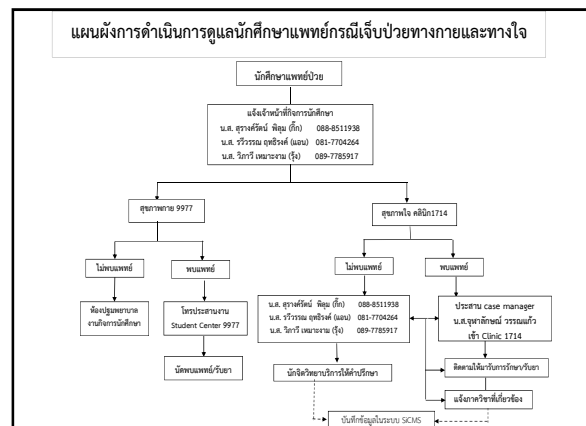 แผนผังการดำเนินการดูแลนักศึกษาแพทย์กรณีเจ็บป่วยทางกายและทางใจ
นักศึกษาแพทย์ป่วย
แจ้งเจ้าหน้าที่กิจการนักศึกษา
น.ส. สุรางค์รัตน์ พิลุม (กิ๊ก) 088-8511938
น.ส. รวีวรรณ ฤทธิรงค์ (แอน) 081-7704264
น.ส. วิภาวี เหมาะงาม (รุ้ง) 089-7785917
สุขภาพกาย 9977
สุขภาพใจ คลินิก1714
ไม่พบแพทย์
พบแพทย์
ไม่พบแพทย์
พบแพทย์
ห้องปฐมพยาบาล
งานกิจการนักศึกษา
โทรประสานงาน
Student Center 9977
น.ส. สุรางค์รัตน์ พิลุม (กิ๊ก) 088-8511938
น.ส. รวีวรรณ ฤทธิรงค์ (แอน) 081-7704264
น.ส. วิภาวี เหมาะงาม (รุ้ง) 089-7785917
ประสาน case manager
น.ส.จุฬาลักษณ์ วรรณแก้ว
เข้า Clinic 1714
นัดพบแพทย์/รับยา
นักจิตวิทยาบริการให้คำปรึกษา
ติดตามให้มารับการรักษา/รับยา
แจ้งภาควิชาที่เกี่ยวข้อง
บันทึกข้อมูลในระบบ SiCMS